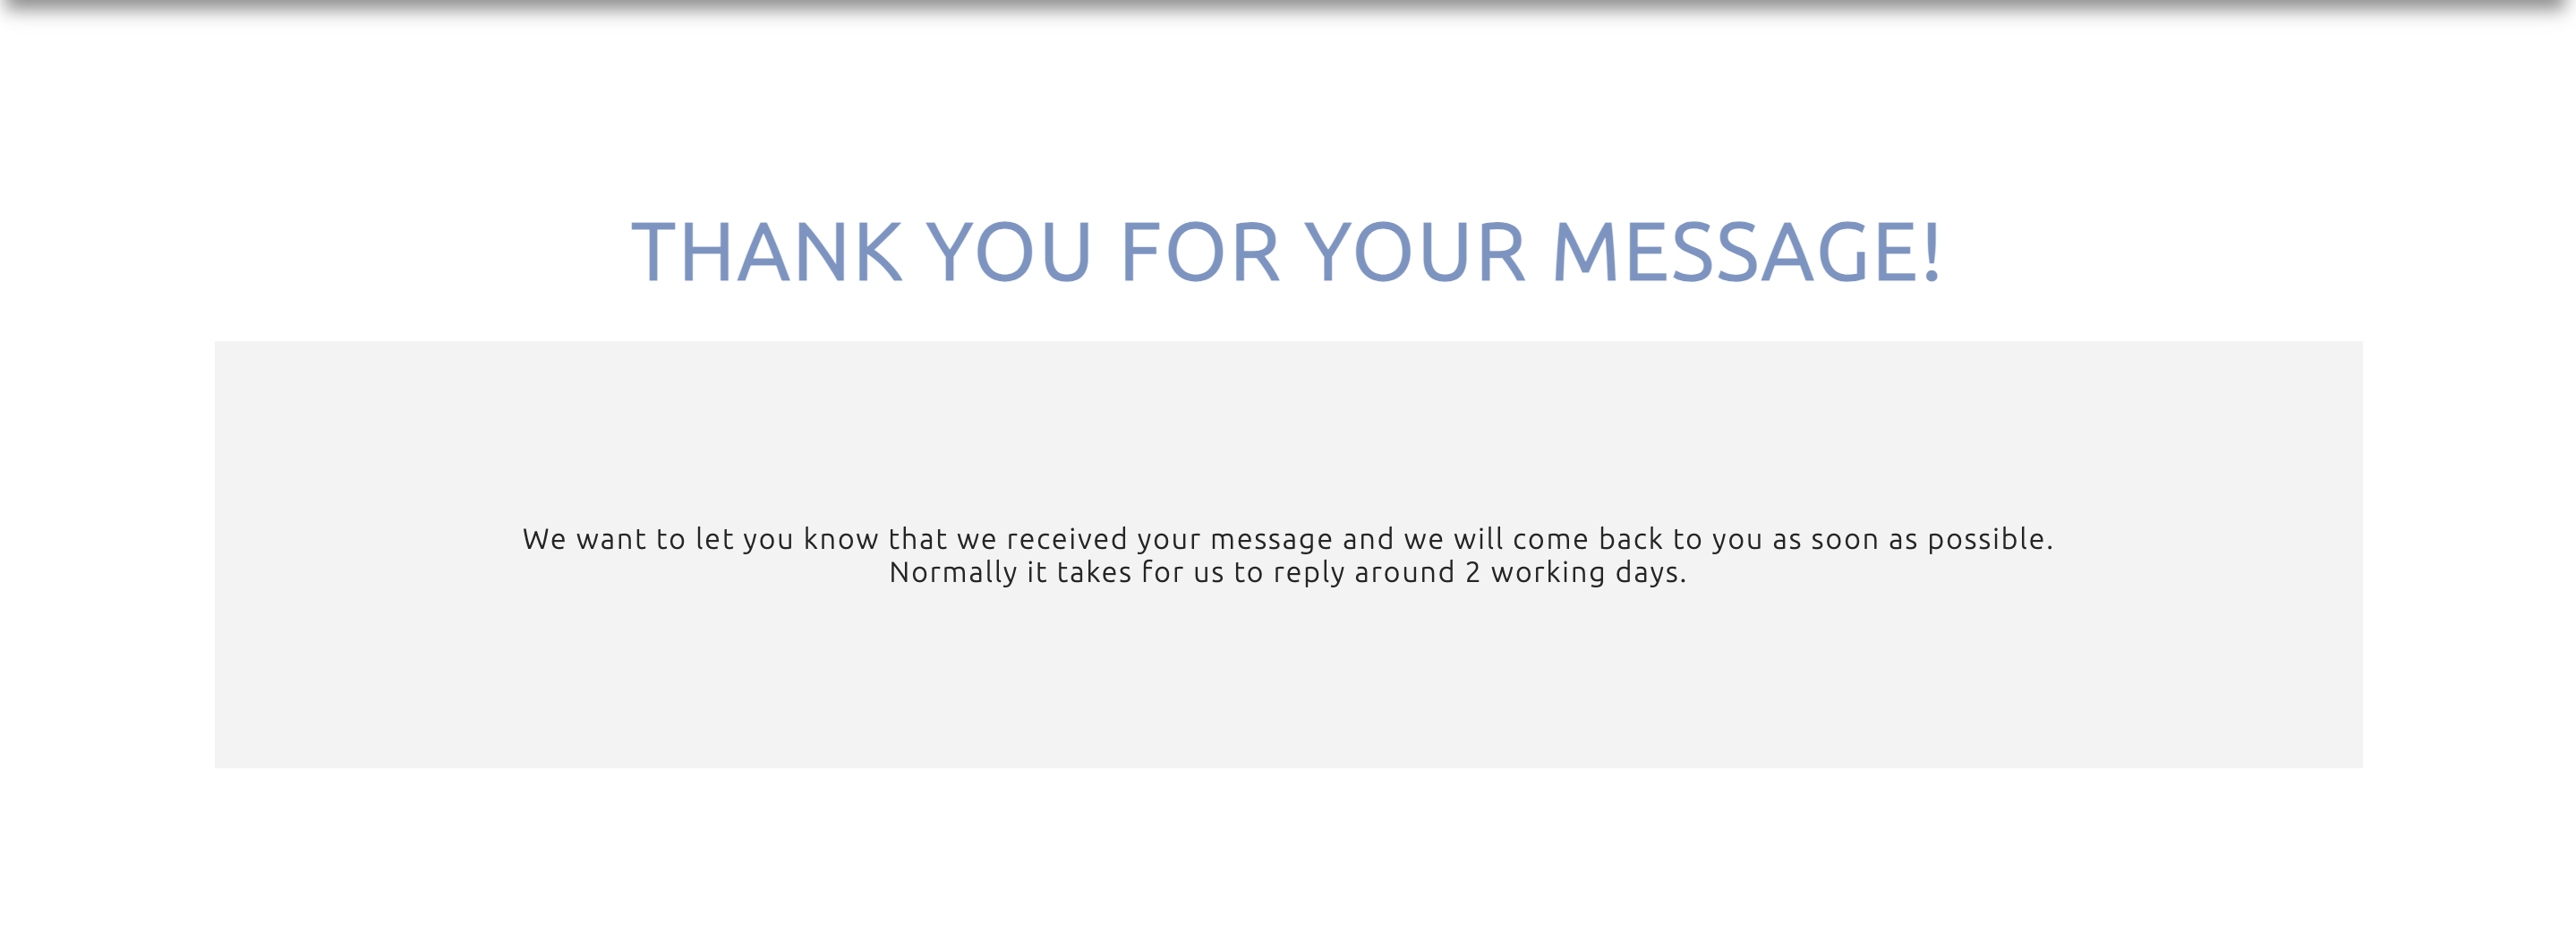 THANK YOU FOR YOUR MESSAGE!
We want to let you know that we received your message and we will come back to you as soon as possible.
Normally it takes for us to reply around 2 working days.